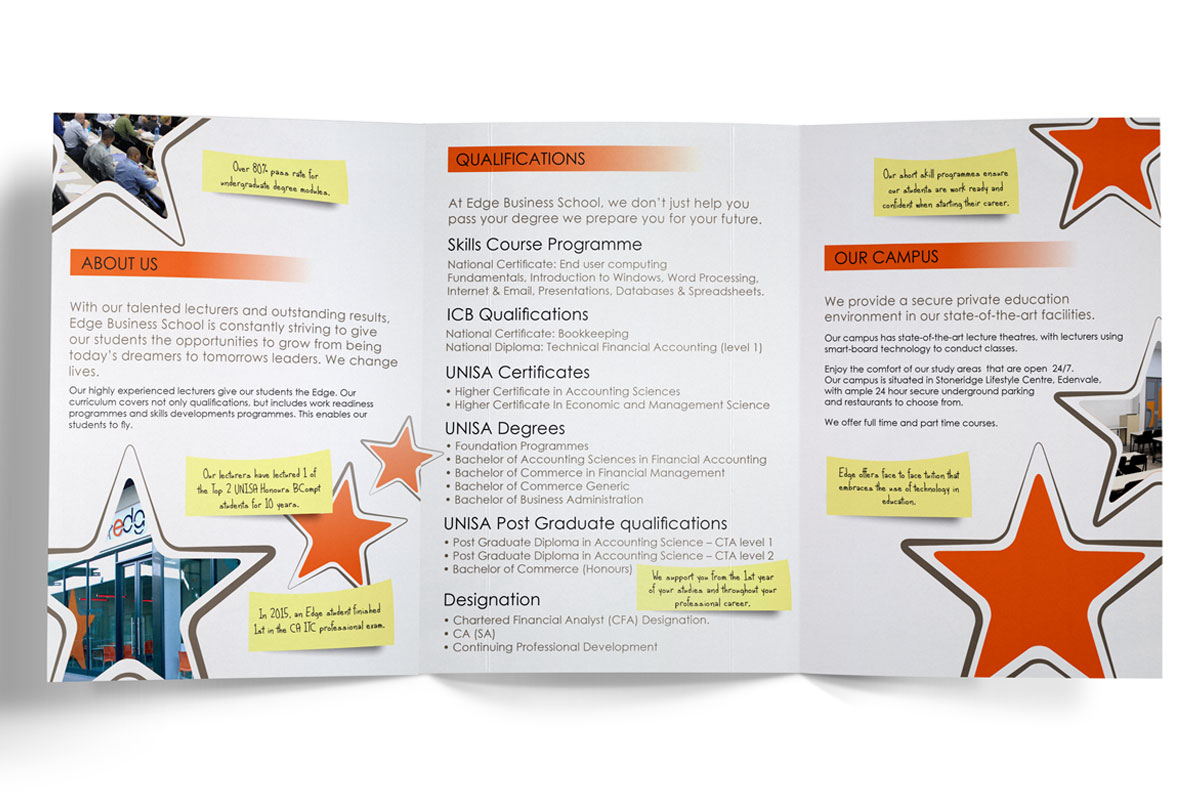 Over 80% pass rate for
undergraduate degree modules.
ABOUT US
With our talented lecturers and outstanding results,
Edge Business School is constantly striving to give
our students the opportunities to grow from being
today's dreamers to tomorrows leaders. We change
lives.
Our highly experienced lecturers give our students the Edge. Our
curriculum covers not only qualifications, but includes work readiness
programmes and skills developments programmes. This enables our
students to fly.
Our lecturers have lectured 1 of
the Top 2 UNISA Honours BCompt
students for 10 years.
edg
In 2015, an Edge student finished
1st in the CA ITC professional exam.
QUALIFICATIONS
At Edge Business School, we don't just help you
pass your degree we prepare you for your future.
Skills Course Programme
National Certificate: End user computing
Fundamentals, Introduction to Windows, Word Processing,
Internet & Email, Presentations, Databases & Spreadsheets.
ICB Qualifications
National Certificate: Bookkeeping
National Diploma: Technical Financial Accounting (level 1)
UNISA Certificates
• Higher Certificate in Accounting Sciences
• Higher Certificate In Economic and Management Science
UNISA Degrees
• Foundation Programmes
• Bachelor of Accounting Sciences in Financial Accounting
• Bachelor of Commerce in Financial Management
• Bachelor of Commerce Generic
• Bachelor of Business Administration
UNISA Post Graduate qualifications
• Post Graduate Diploma in Accounting Science – CTA level 1
• Post Graduate Diploma in Accounting Science – CTA level 2
• Bachelor of Commerce (Honours)
We support you from the 1st year
of your studies and throughout your
professional career.
Designation
• Chartered Financial Analyst (CFA) Designation.
• CA (SA)
• Continuing Professional Development
Our short skill programmes ensure
our students are work ready and
confident when starting their career.
OUR CAMPUS
We provide a secure private education
environment in our state-of-the-art facilities.
Our campus has state-of-the-art lecture theatres, with lecturers using
smart-board technology to conduct classes.
Enjoy the comfort of our study areas that are open 24/7.
Our campus is situated in Stoneridge Lifestyle Centre, Edenvale,
with ample 24 hour secure underground parking
and restaurants to choose from.
We offer full time and part time courses.
Edge offers face to face tuition that
embraces the use of technology in
education.